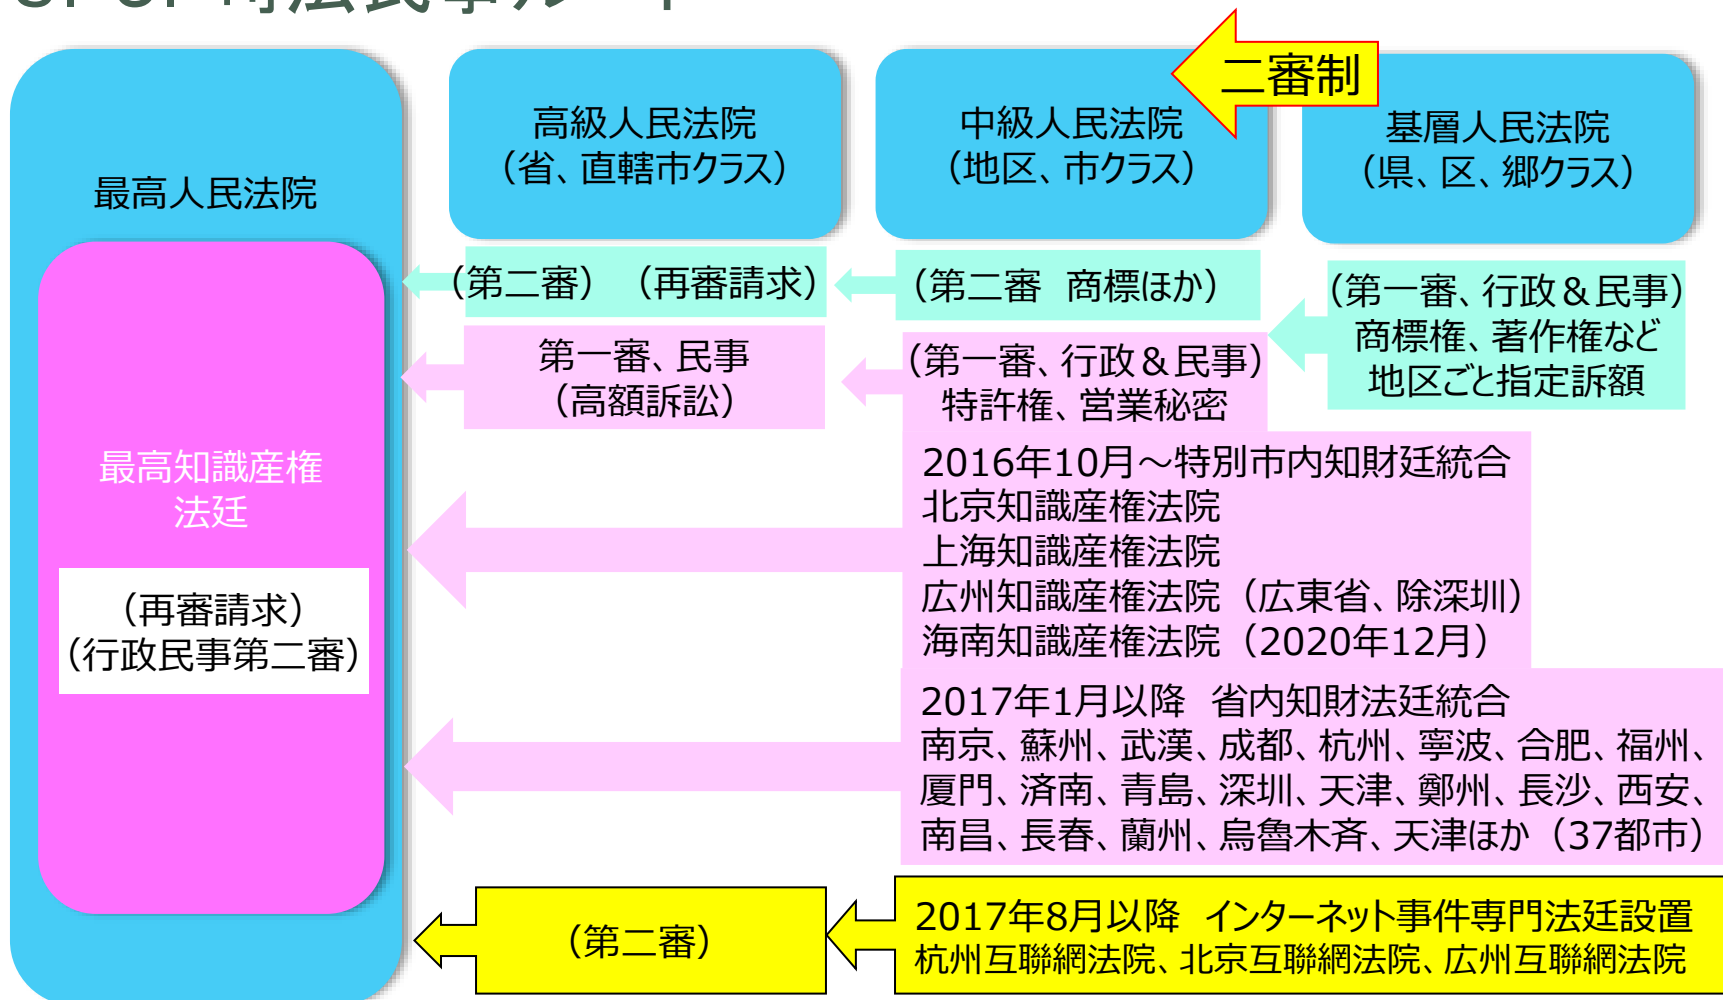 司法民事ルート
二審制
最高人民法院
高級人民法院
（省、直轄市クラス）
中級人民法院
（地区、市クラス）
基層人民法院
（県、区、郷クラス）
（第二審）（再審請求）
（第二審 商標ほか）
（第一審、行政＆民事）
商標権、著作権など
地区ごと指定訴額
第一審、民事
（高額訴訟）
（第一審、行政＆民事）
特許権、営業秘密
最高知識産権
法廷
（再審請求）
（行政民事第二審）
2016年10月～特別市内知財廷統合
北京知識産権法院
上海知識産権法院
広州知識産権法院（広東省、除深圳）
海南知識産権法院（2020年12月）
2017年1月以降 省内知財法廷統合
南京、蘇州、武漢、成都、杭州、寧波、合肥、福州、
厦門、済南、青島、深圳、天津、鄭州、長沙、西安、
南昌、長春、蘭州、烏魯木斉、天津ほか（37都市）
（第二審）
2017年8月以降 インターネット事件専門法廷設置
杭州互聯網法院、北京互聯網法院、広州互聯網法院